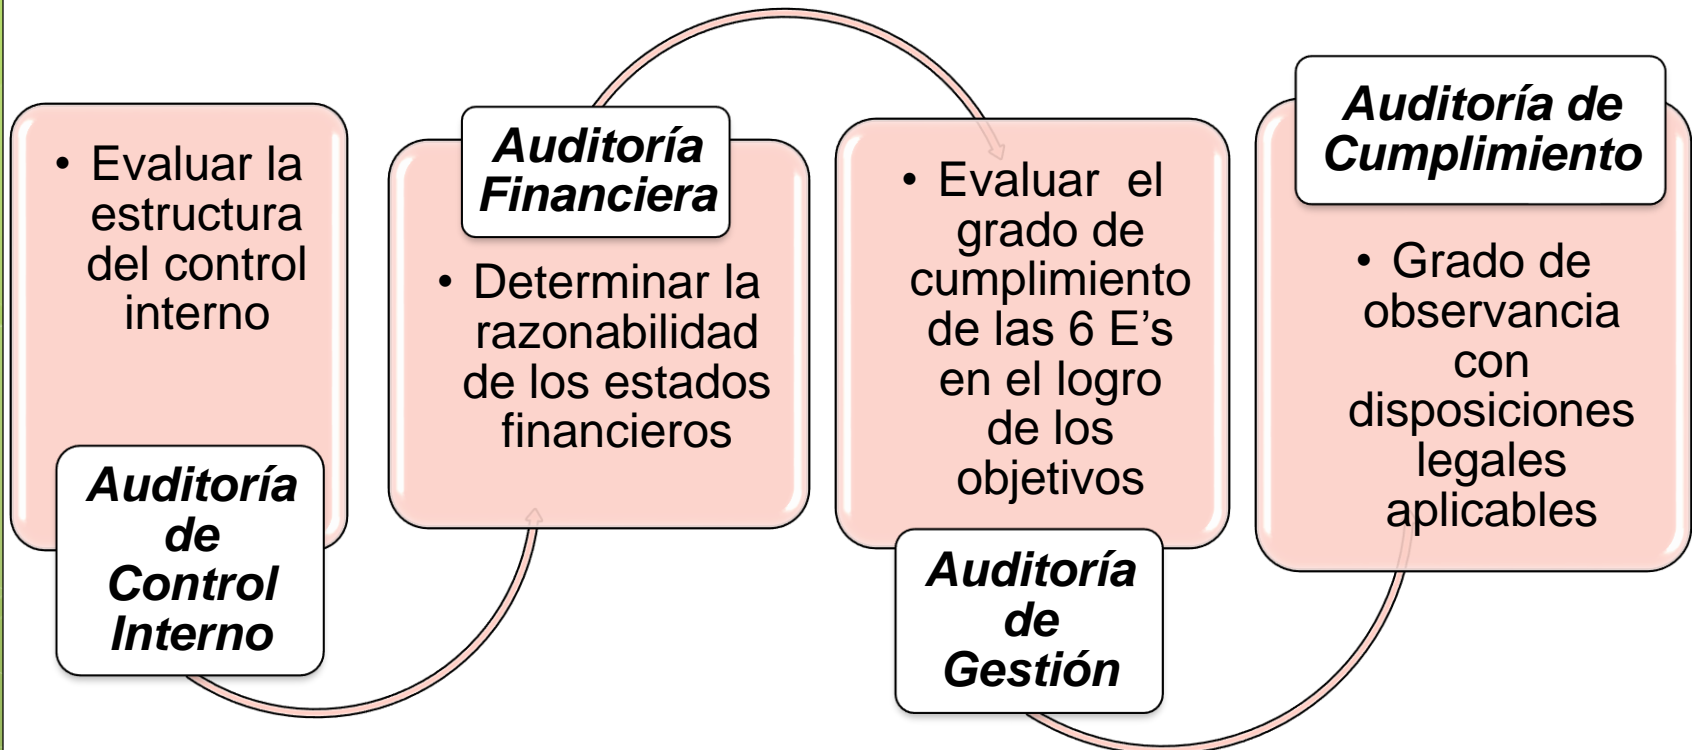 • Evaluar la
estructura
del control
interno
Auditoría
de
Control
Interno
Auditoría
Financiera
• Determinar la
razonabilidad
de los estados
financieros
• Evaluar  el
grado de
cumplimiento
de las 6 E’s
en el logro
de los
objetivos
Auditoría
de
Gestión
Auditoría de
Cumplimiento
• Grado de
observancia
con
disposiciones
legales
aplicables